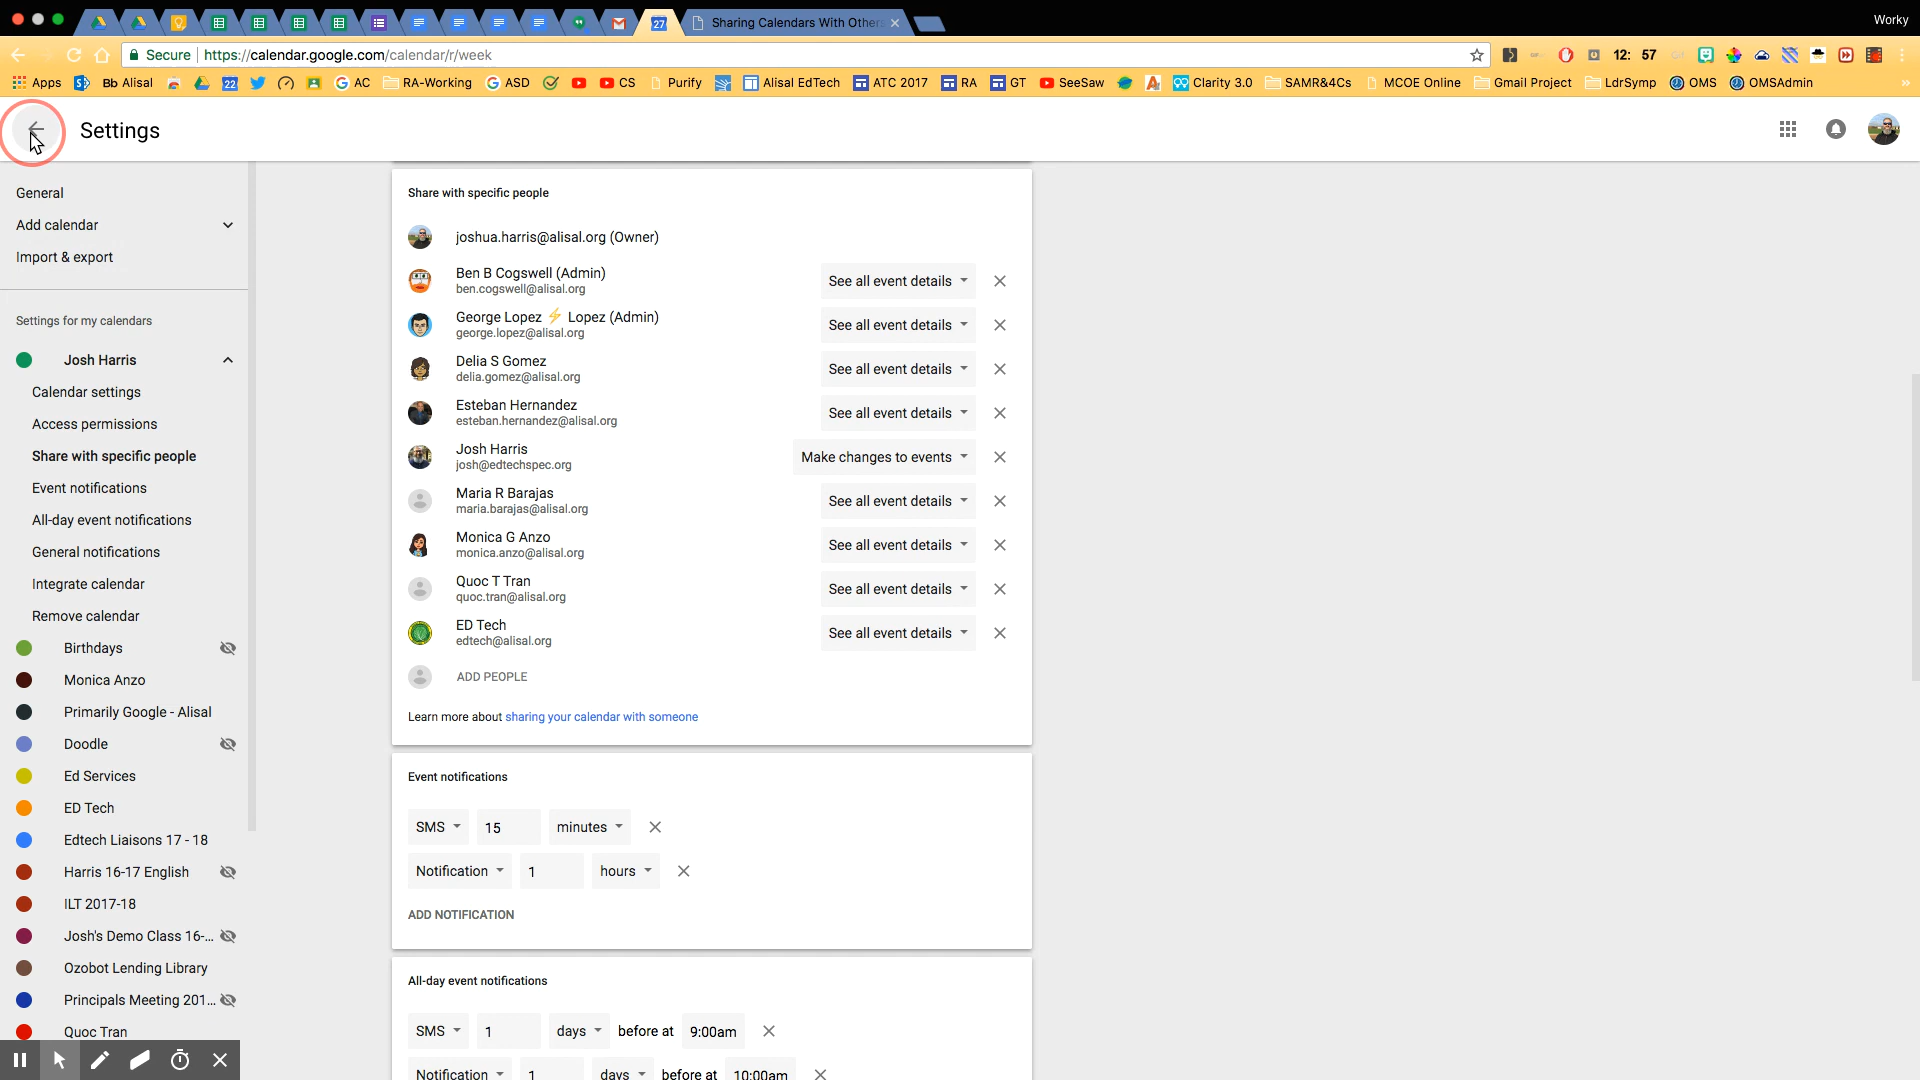 Sharing Calendars With Others
Worky
Secure
https://calendar.google.com/calendar/r/week
12: 57
Apps
Bb Alisal
22
AC
RA-Working
ASD
CS
Purify
Alisal EdTech
ATC 2017
RA
GT
SeeSaw
Clarity 3.0
SAMR&4Cs
MCOE Online
Gmail Project
LdrSymp
OMS
OMSAdmin
Settings
General
Add calendar
Import & export
Settings for my calendars
Josh Harris
Calendar settings
Access permissions
Share with specific people
Event notifications
All-day event notifications
General notifications
Integrate calendar
Remove calendar
Birthdays
Monica Anzo
Primarily Google - Alisal
Doodle
Ed Services
ED Tech
Edtech Liaisons 17 - 18
Harris 16-17 English
ILT 2017-18
Josh's Demo Class 16-...
Ozobot Lending Library
Principals Meeting 201...
Quoc Tran
Share with specific people
joshua.harris@alisal.org (Owner)
Ben B Cogswell (Admin)
ben.cogswell@alisal.org
See all event details
George Lopez ⚡ Lopez (Admin)
george.lopez@alisal.org
See all event details
Delia S Gomez
delia.gomez@alisal.org
See all event details
Esteban Hernandez
esteban.hernandez@alisal.org
See all event details
Josh Harris
josh@edtechspec.org
Make changes to events
Maria R Barajas
maria.barajas@alisal.org
See all event details
Monica G Anzo
monica.anzo@alisal.org
See all event details
Quoc T Tran
quoc.tran@alisal.org
See all event details
ED Tech
edtech@alisal.org
See all event details
ADD PEOPLE
Learn more about sharing your calendar with someone
Event notifications
SMS 15 minutes
Notification 1 hours
ADD NOTIFICATION
All-day event notifications
SMS 1 days before at 9:00am
Notification 1 days before at 10:00am